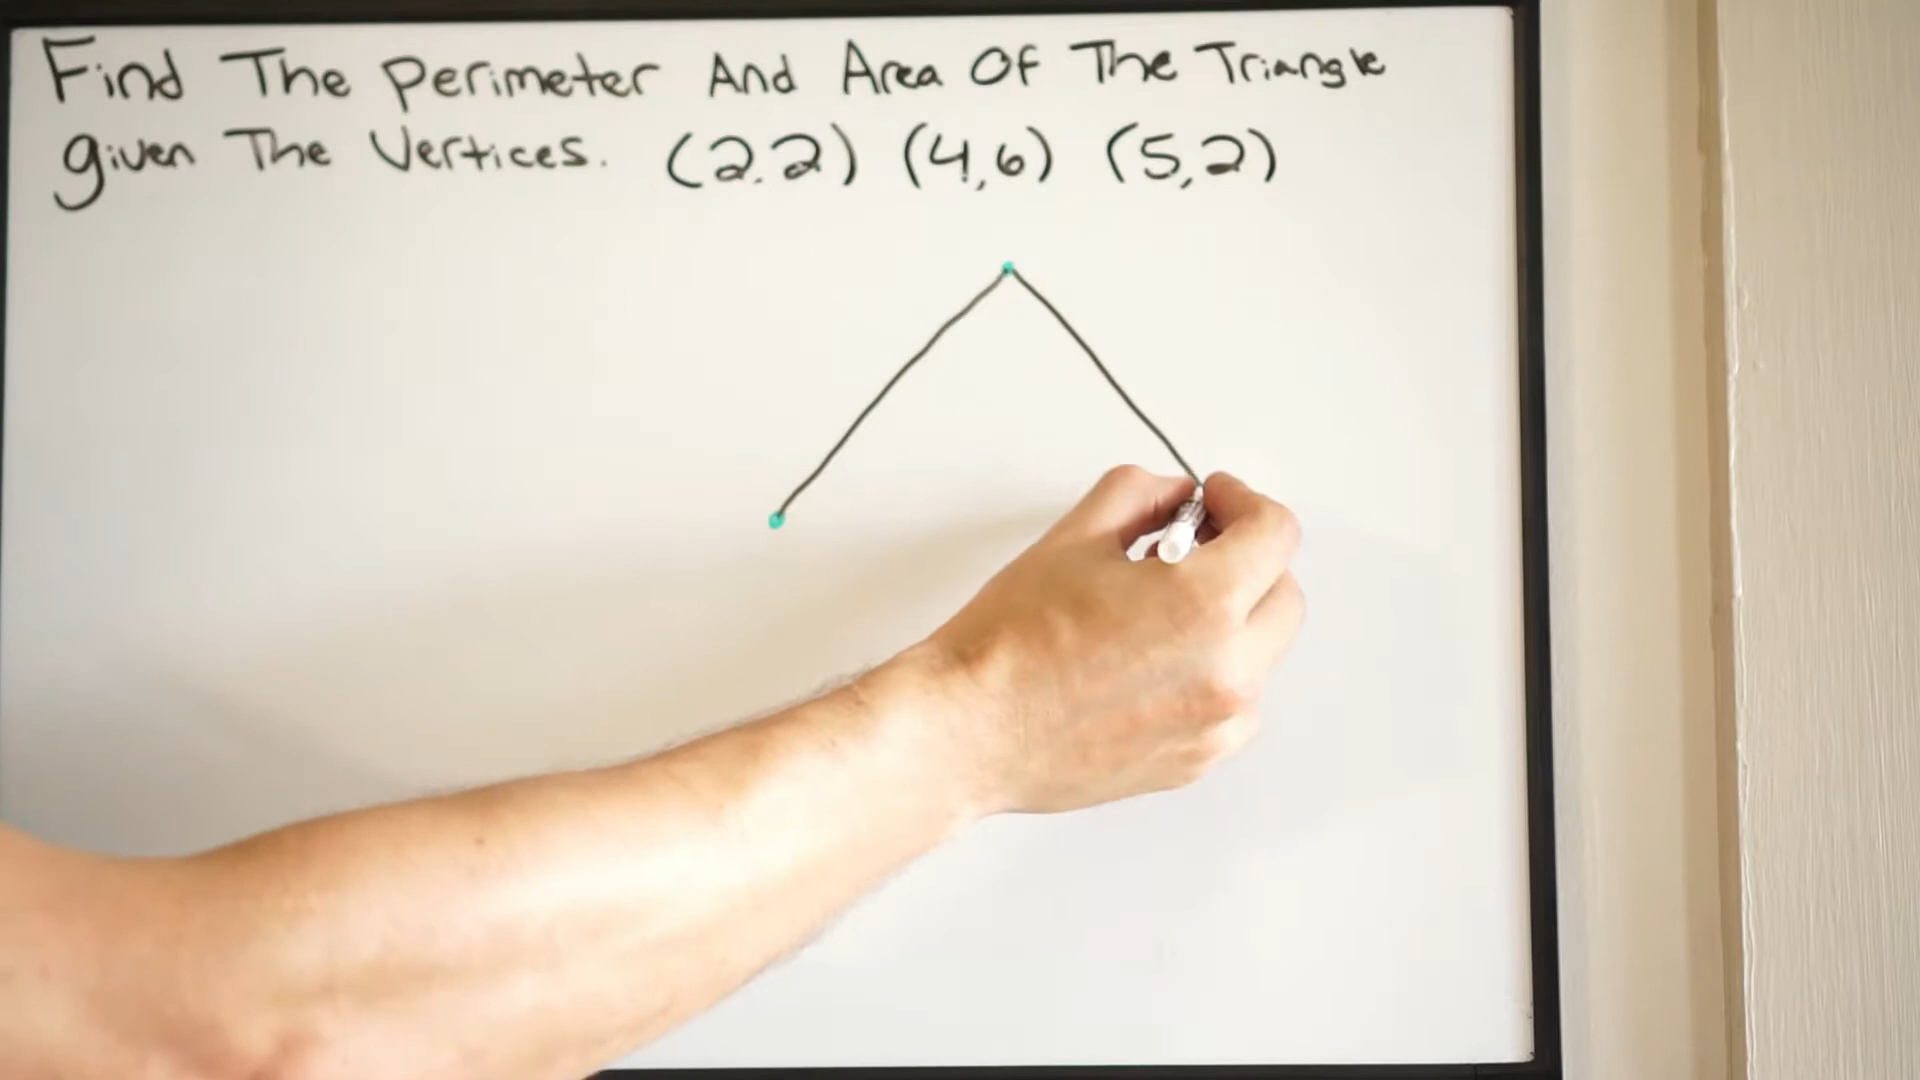 Find The Perimeter And Area Of The Triangle
given The Vertices. (2.2) (4,6) (5,2)